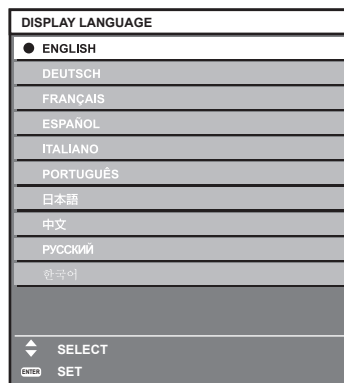 DISPLAY LANGUAGE
ENGLISH
DEUTSCH
FRANÇAIS
ESPAÑOL
ITALIANO
PORTUGUÊS
日本語
中文
РУССКИЙ
한국어
SELECT
ENTER SET